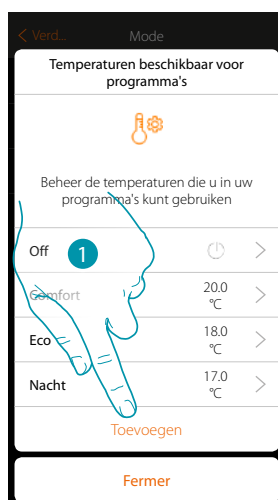 Verd... Mode
Temperaturen beschikbaar voor
programma's
Beheer de temperaturen die u in uw
programma's kunt gebruiken
Off
1
Comfort 20.0
°C
Eco 18.0
°C
Nacht 17.0
°C
Toevoegen
Fermer